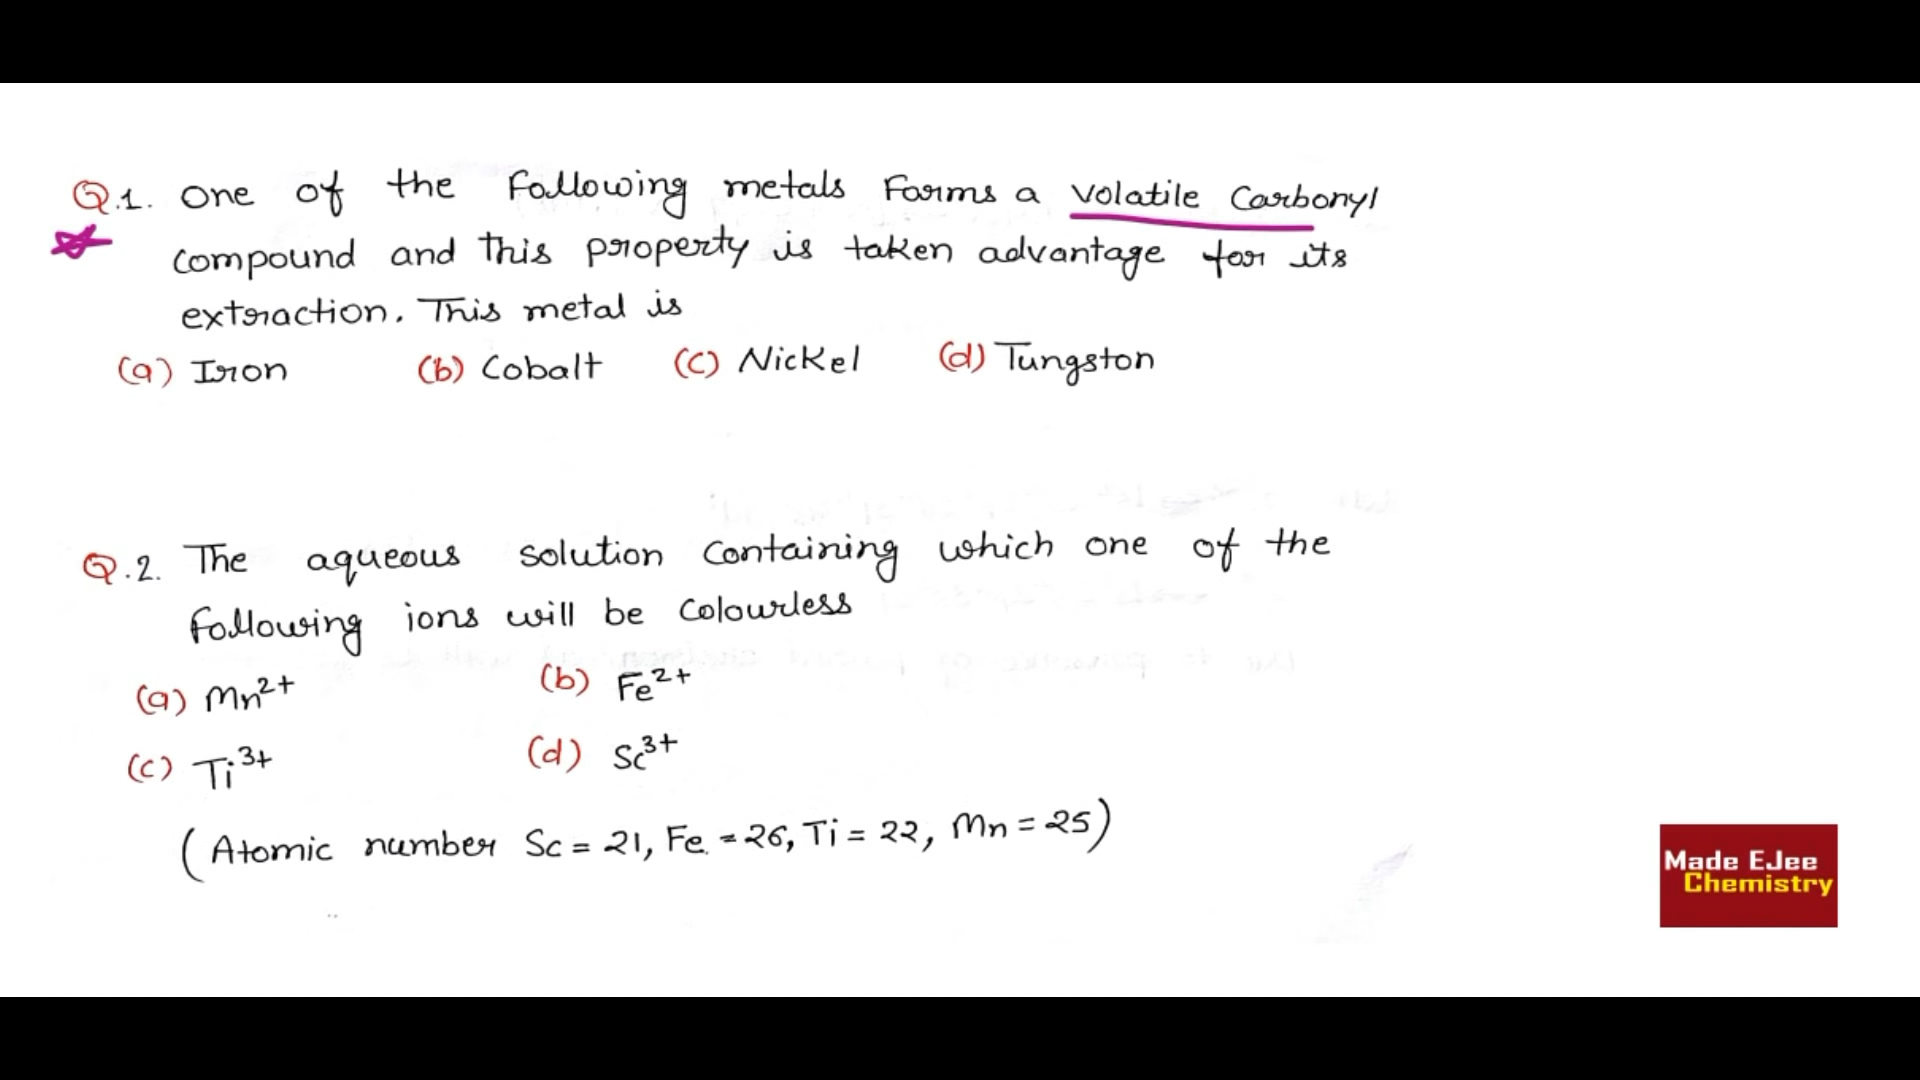 Q.1. One of the following metals forms a volatile Carbonyl
compound and this property is taken advantage for its
extraction. This metal is
(a) Iron (b) Cobalt (c) Nickel (d) Tungston
Q.2. The aqueous solution containing which one of the
following ions will be colourless
(a) Mn²⁺ (b) Fe²⁺
(c) Ti³⁺ (d) Sc³⁺
(Atomic number Sc = 21, Fe = 26, Ti = 22, Mn = 25)
Made EJee
Chemistry